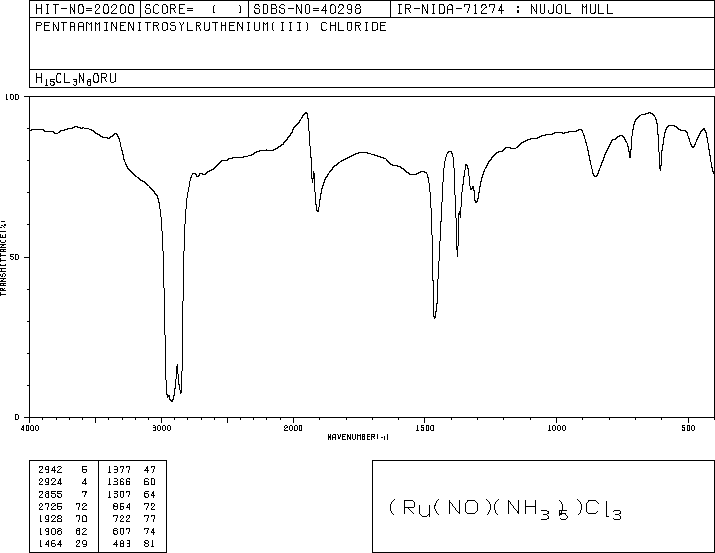 HIT-NO=20200 SCORE= ( ) SDBS-NO=40298 IR-NIDA-71274 : NUJOL MULL
PENTAAMMINENITROSYLRUTHENIUM(III) CHLORIDE
H15CL3N6ORU
100
50
0
TRANSMITTANCE(%)
4000 3000 2000 1500 1000 500
WAVENUMBER(-1)
2942 6 1377 47
2924 4 1366 60
2855 7 1307 64
2725 72 854 72
1928 70 722 77
1906 62 607 74
1464 29 483 81
(Ru(NO)(NH3)5)Cl3